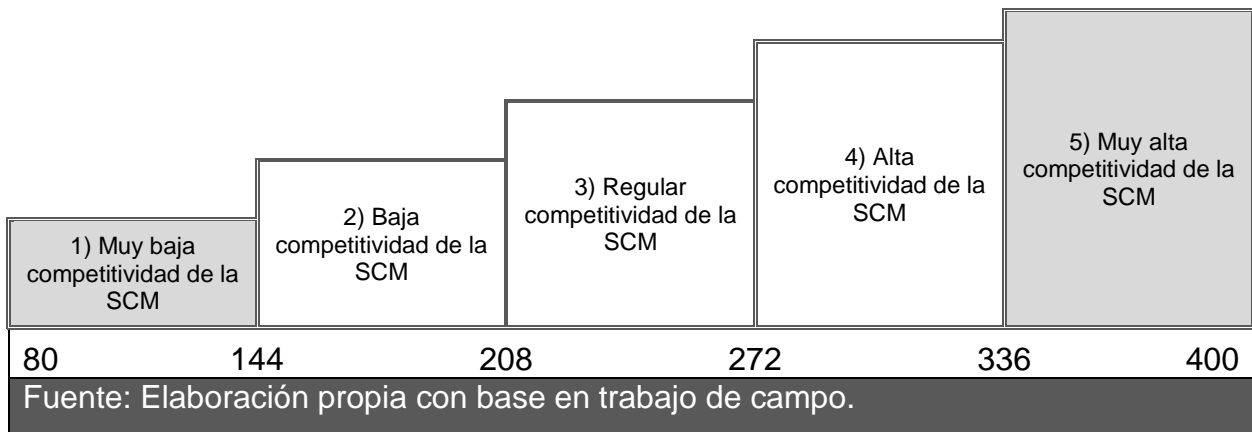 1) Muy baja
competitividad de la
SCM
2) Baja
competitividad de la
SCM
3) Regular
competitividad de la
SCM
4) Alta
competitividad de la
SCM
5) Muy alta
competitividad de la
SCM
80 144 208 272 336 400
Fuente: Elaboración propia con base en trabajo de campo.